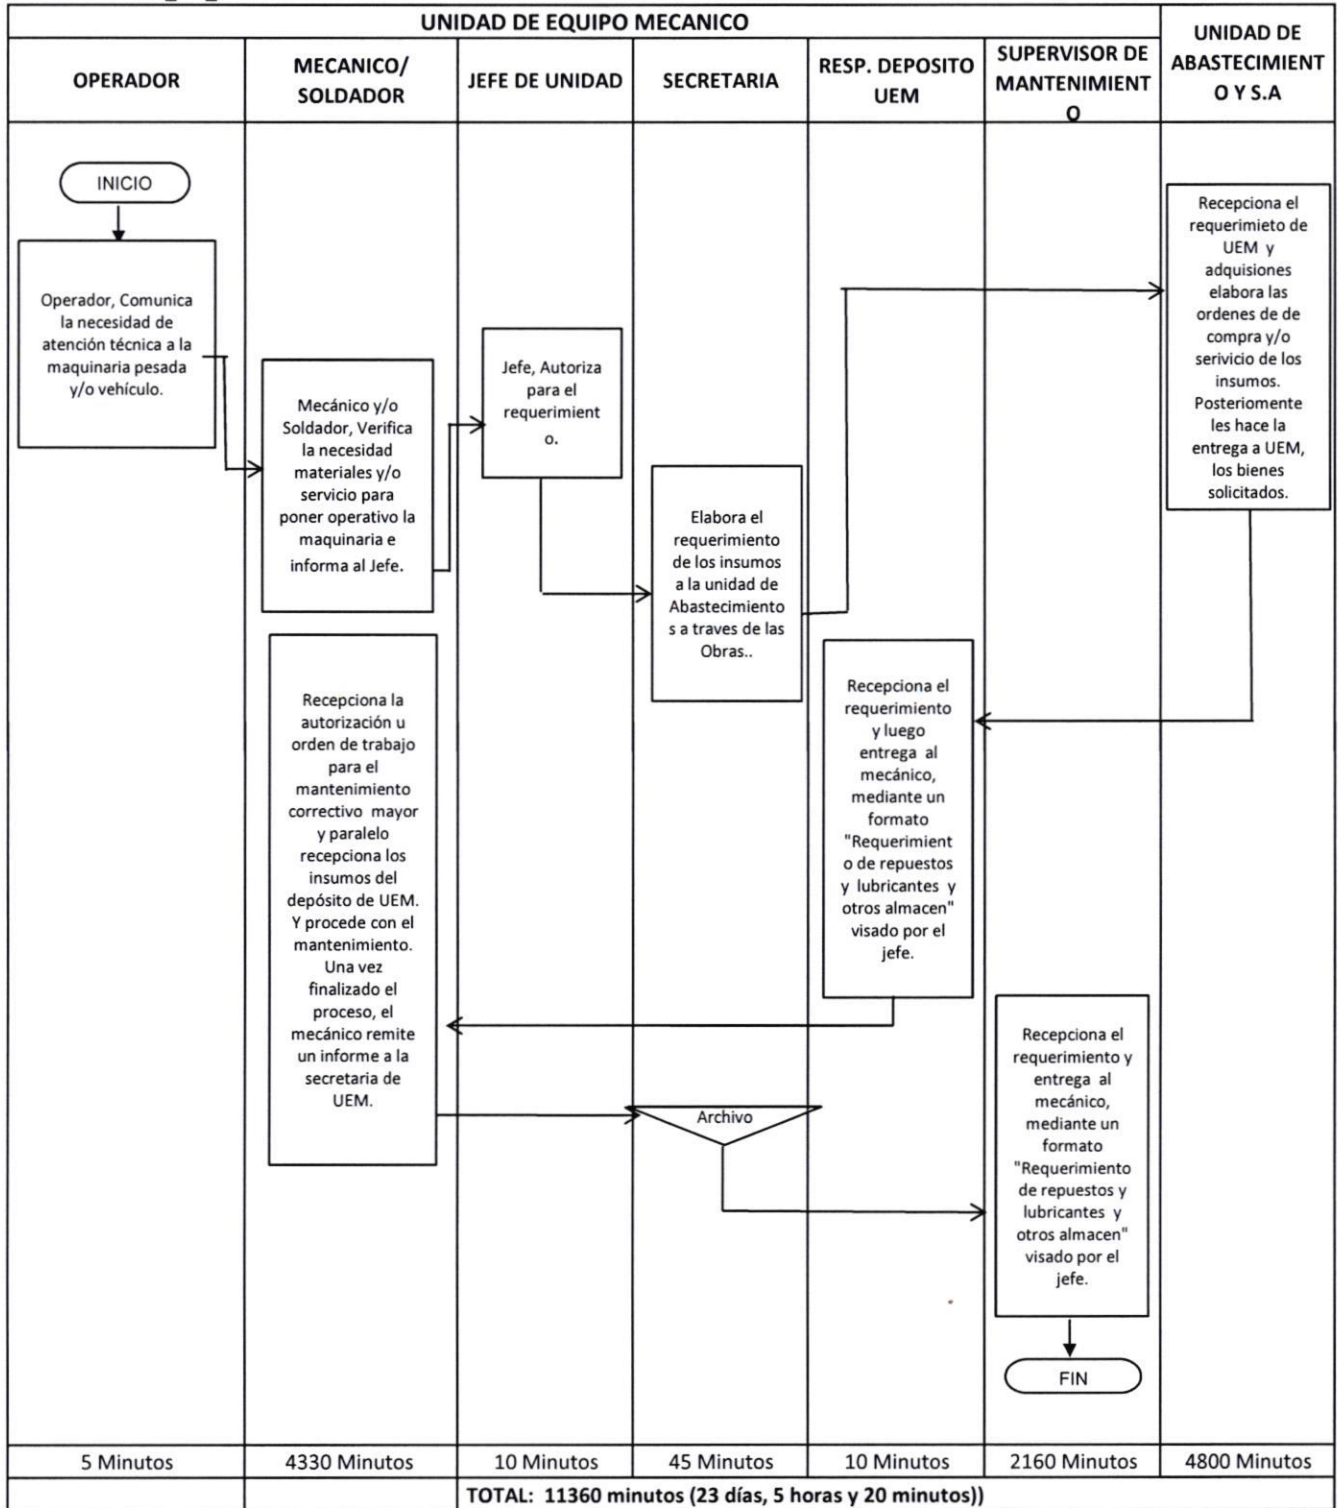 UNIDAD DE EQUIPO MECANICO
UNIDAD DE
ABASTECIMIENT
O Y S.A
OPERADOR
MECANICO/
SOLDADOR
JEFE DE UNIDAD
SECRETARIA
RESP. DEPOSITO
UEM
SUPERVISOR DE
MANTENIMIENT
O
INICIO
Operador, Comunica
la necesidad de
atención técnica a la
maquinaria pesada
y/o vehículo.
Mecánico y/o
Soldador, Verifica
la necesidad
materiales y/o
servicio para
poner operativo la
maquinaria e
informa al Jefe.
Jefe, Autoriza
para el
requerimient
o.
Elabora el
requerimiento
de los insumos
a la unidad de
Abastecimiento
s a traves de las
Obras..
Recepciona el
requerimieto de
UEM y
adquisiones
elabora las
ordenes de de
compra y/o
serivicio de los
insumos.
Posteriomente
les hace la
entrega a UEM,
los bienes
solicitados.
Recepciona el
requerimiento
y luego
entrega al
mecánico,
mediante un
formato
"Requerimient
o de repuestos
y lubricantes y
otros almacen"
visado por el
jefe.
Recepciona la
autorización u
orden de trabajo
para el
mantenimiento
correctivo mayor
y paralelo
recepciona los
insumos del
depósito de UEM.
Y procede con el
mantenimiento.
Una vez
finalizado el
proceso, el
mecánico remite
un informe a la
secretaria de
UEM.
Archivo
Recepciona el
requerimiento y
entrega al
mecánico,
mediante un
formato
"Requerimiento
de repuestos y
lubricantes y
otros almacen"
visado por el
jefe.
FIN
5 Minutos
4330 Minutos
10 Minutos
45 Minutos
10 Minutos
2160 Minutos
4800 Minutos
TOTAL: 11360 minutos (23 días, 5 horas y 20 minutos))